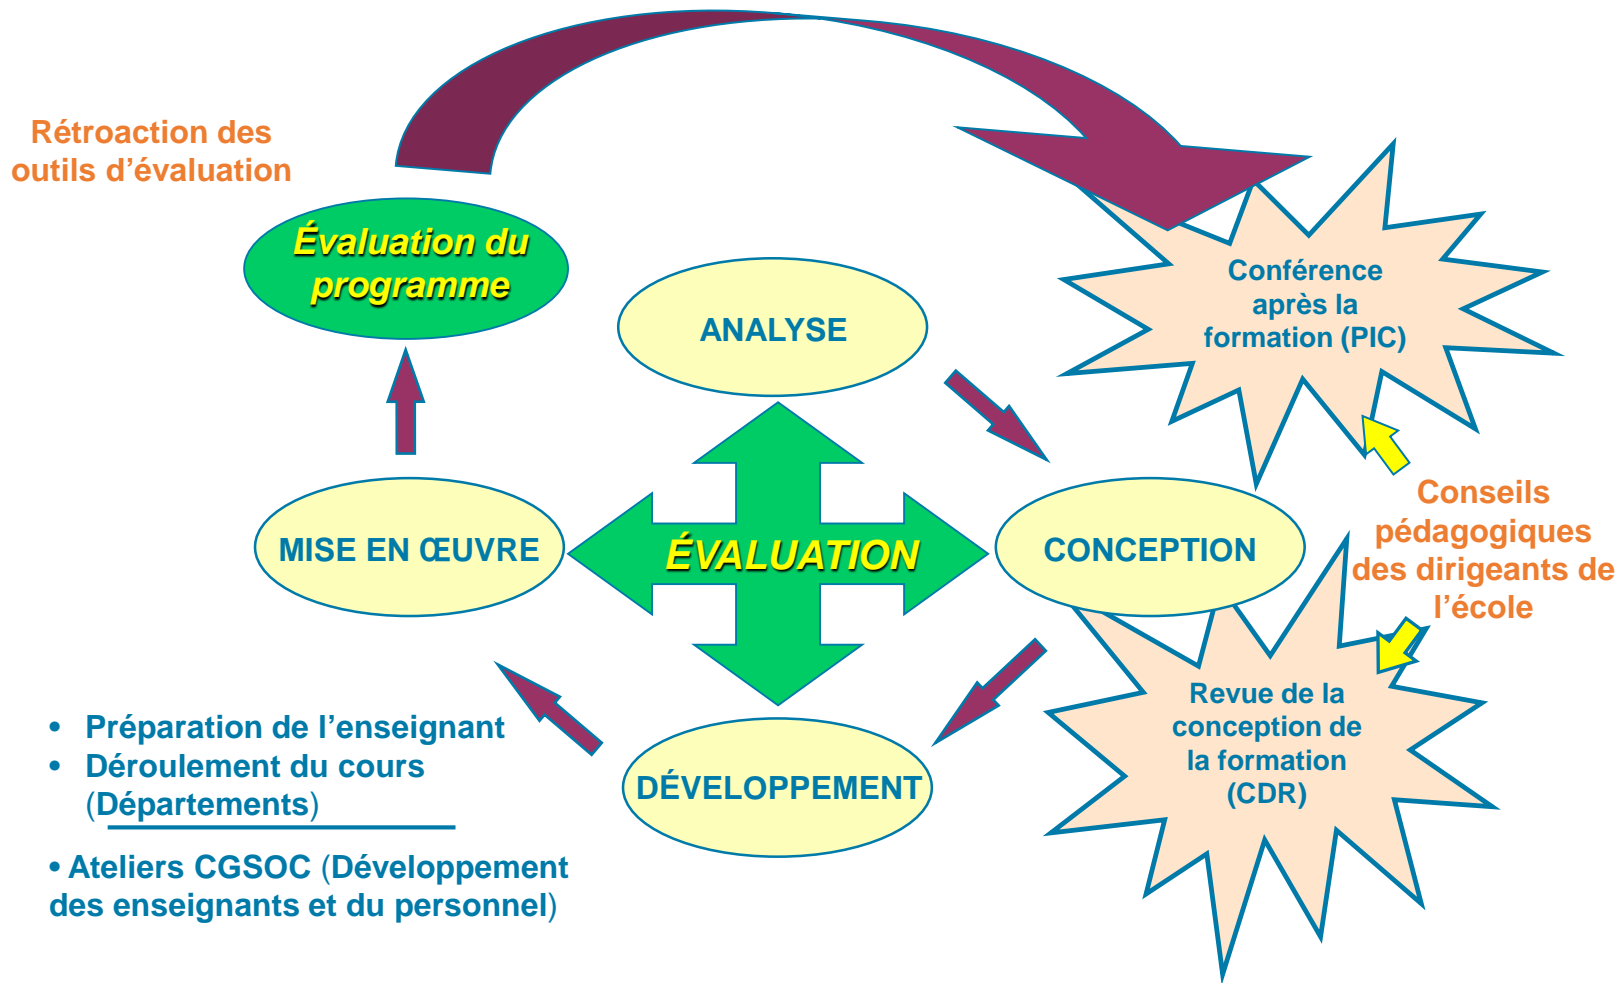 Rétroaction des
outils d’évaluation
Évaluation du
programme
ANALYSE
Conférence
après la
formation (PIC)
MISE EN ŒUVRE
ÉVALUATION
CONCEPTION
Conseils
pédagogiques
des dirigeants de
l’école
Revue de la
conception de
la formation
(CDR)
DÉVELOPPEMENT
• Préparation de l’enseignant
• Déroulement du cours
(Départements)
• Ateliers CGSOC (Développement
des enseignants et du personnel)